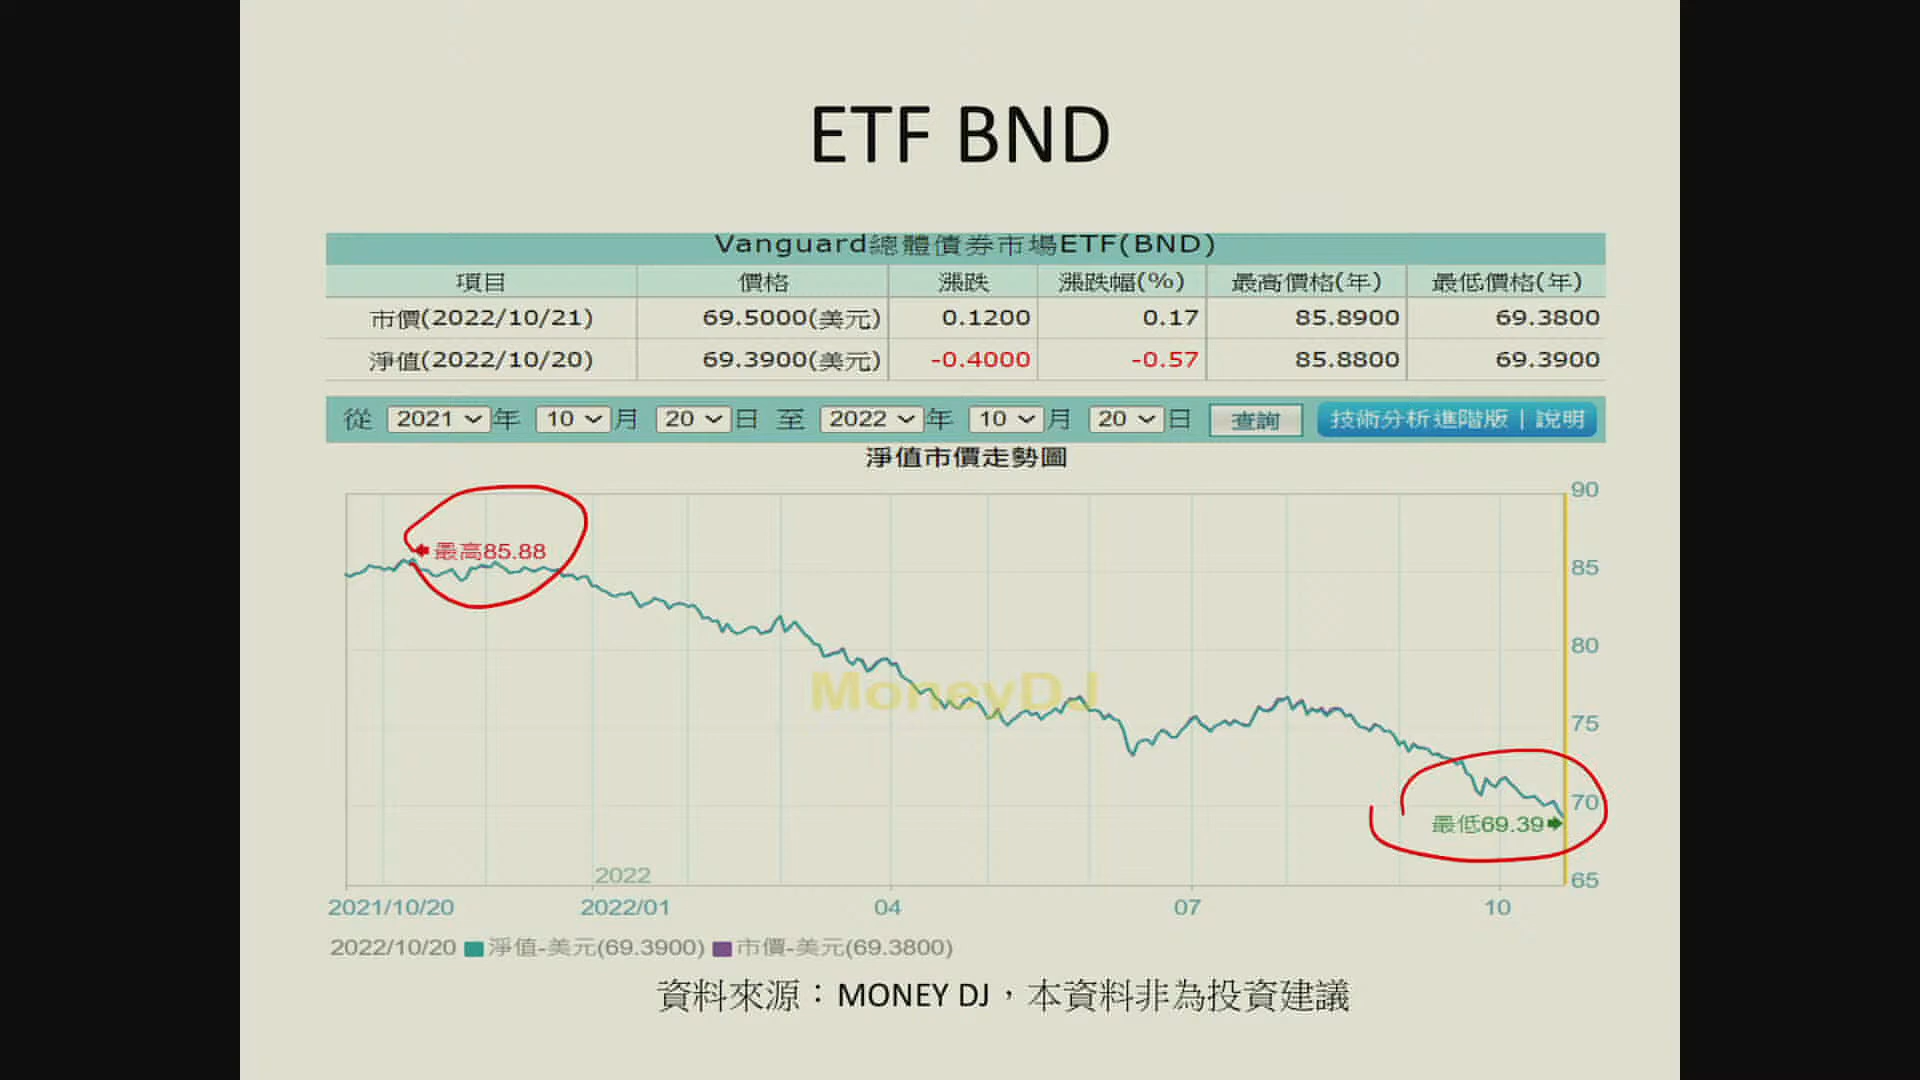 ETF BND
Vanguard總體債券市場ETF(BND)
項目 價格 漲跌 漲跌幅(%) 最高價格(年) 最低價格(年)
市價(2022/10/21) 69.5000(美元) 0.1200 0.17 85.8900 69.3800
淨值(2022/10/20) 69.3900(美元) -0.4000 -0.57 85.8800 69.3900
從 2021 年 10 月 20 日 至 2022 年 10 月 20 日 查詢 技術分析進階版 | 說明
淨值市價走勢圖
90
最高85.88
85
80
MoneyDJ
75
70
最低69.39
2022
65
2021/10/20 2022/01 04 07 10
2022/10/20 淨值-美元(69.3900) 市價-美元(69.3800)
資料來源：MONEY DJ，本資料非為投資建議